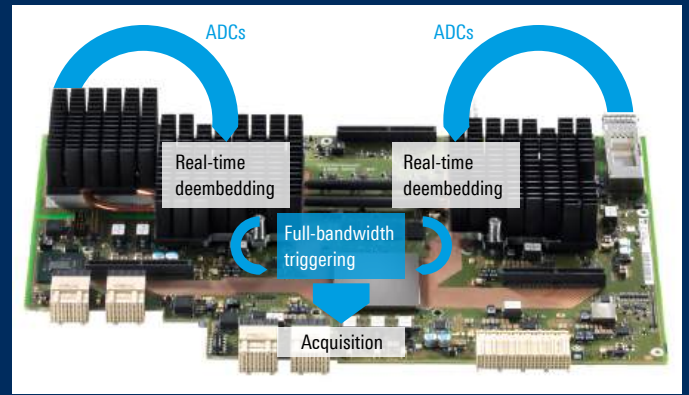 ADCs
ADCs
Real-time
deembedding
Real-time
deembedding
Full-bandwidth
triggering
Acquisition